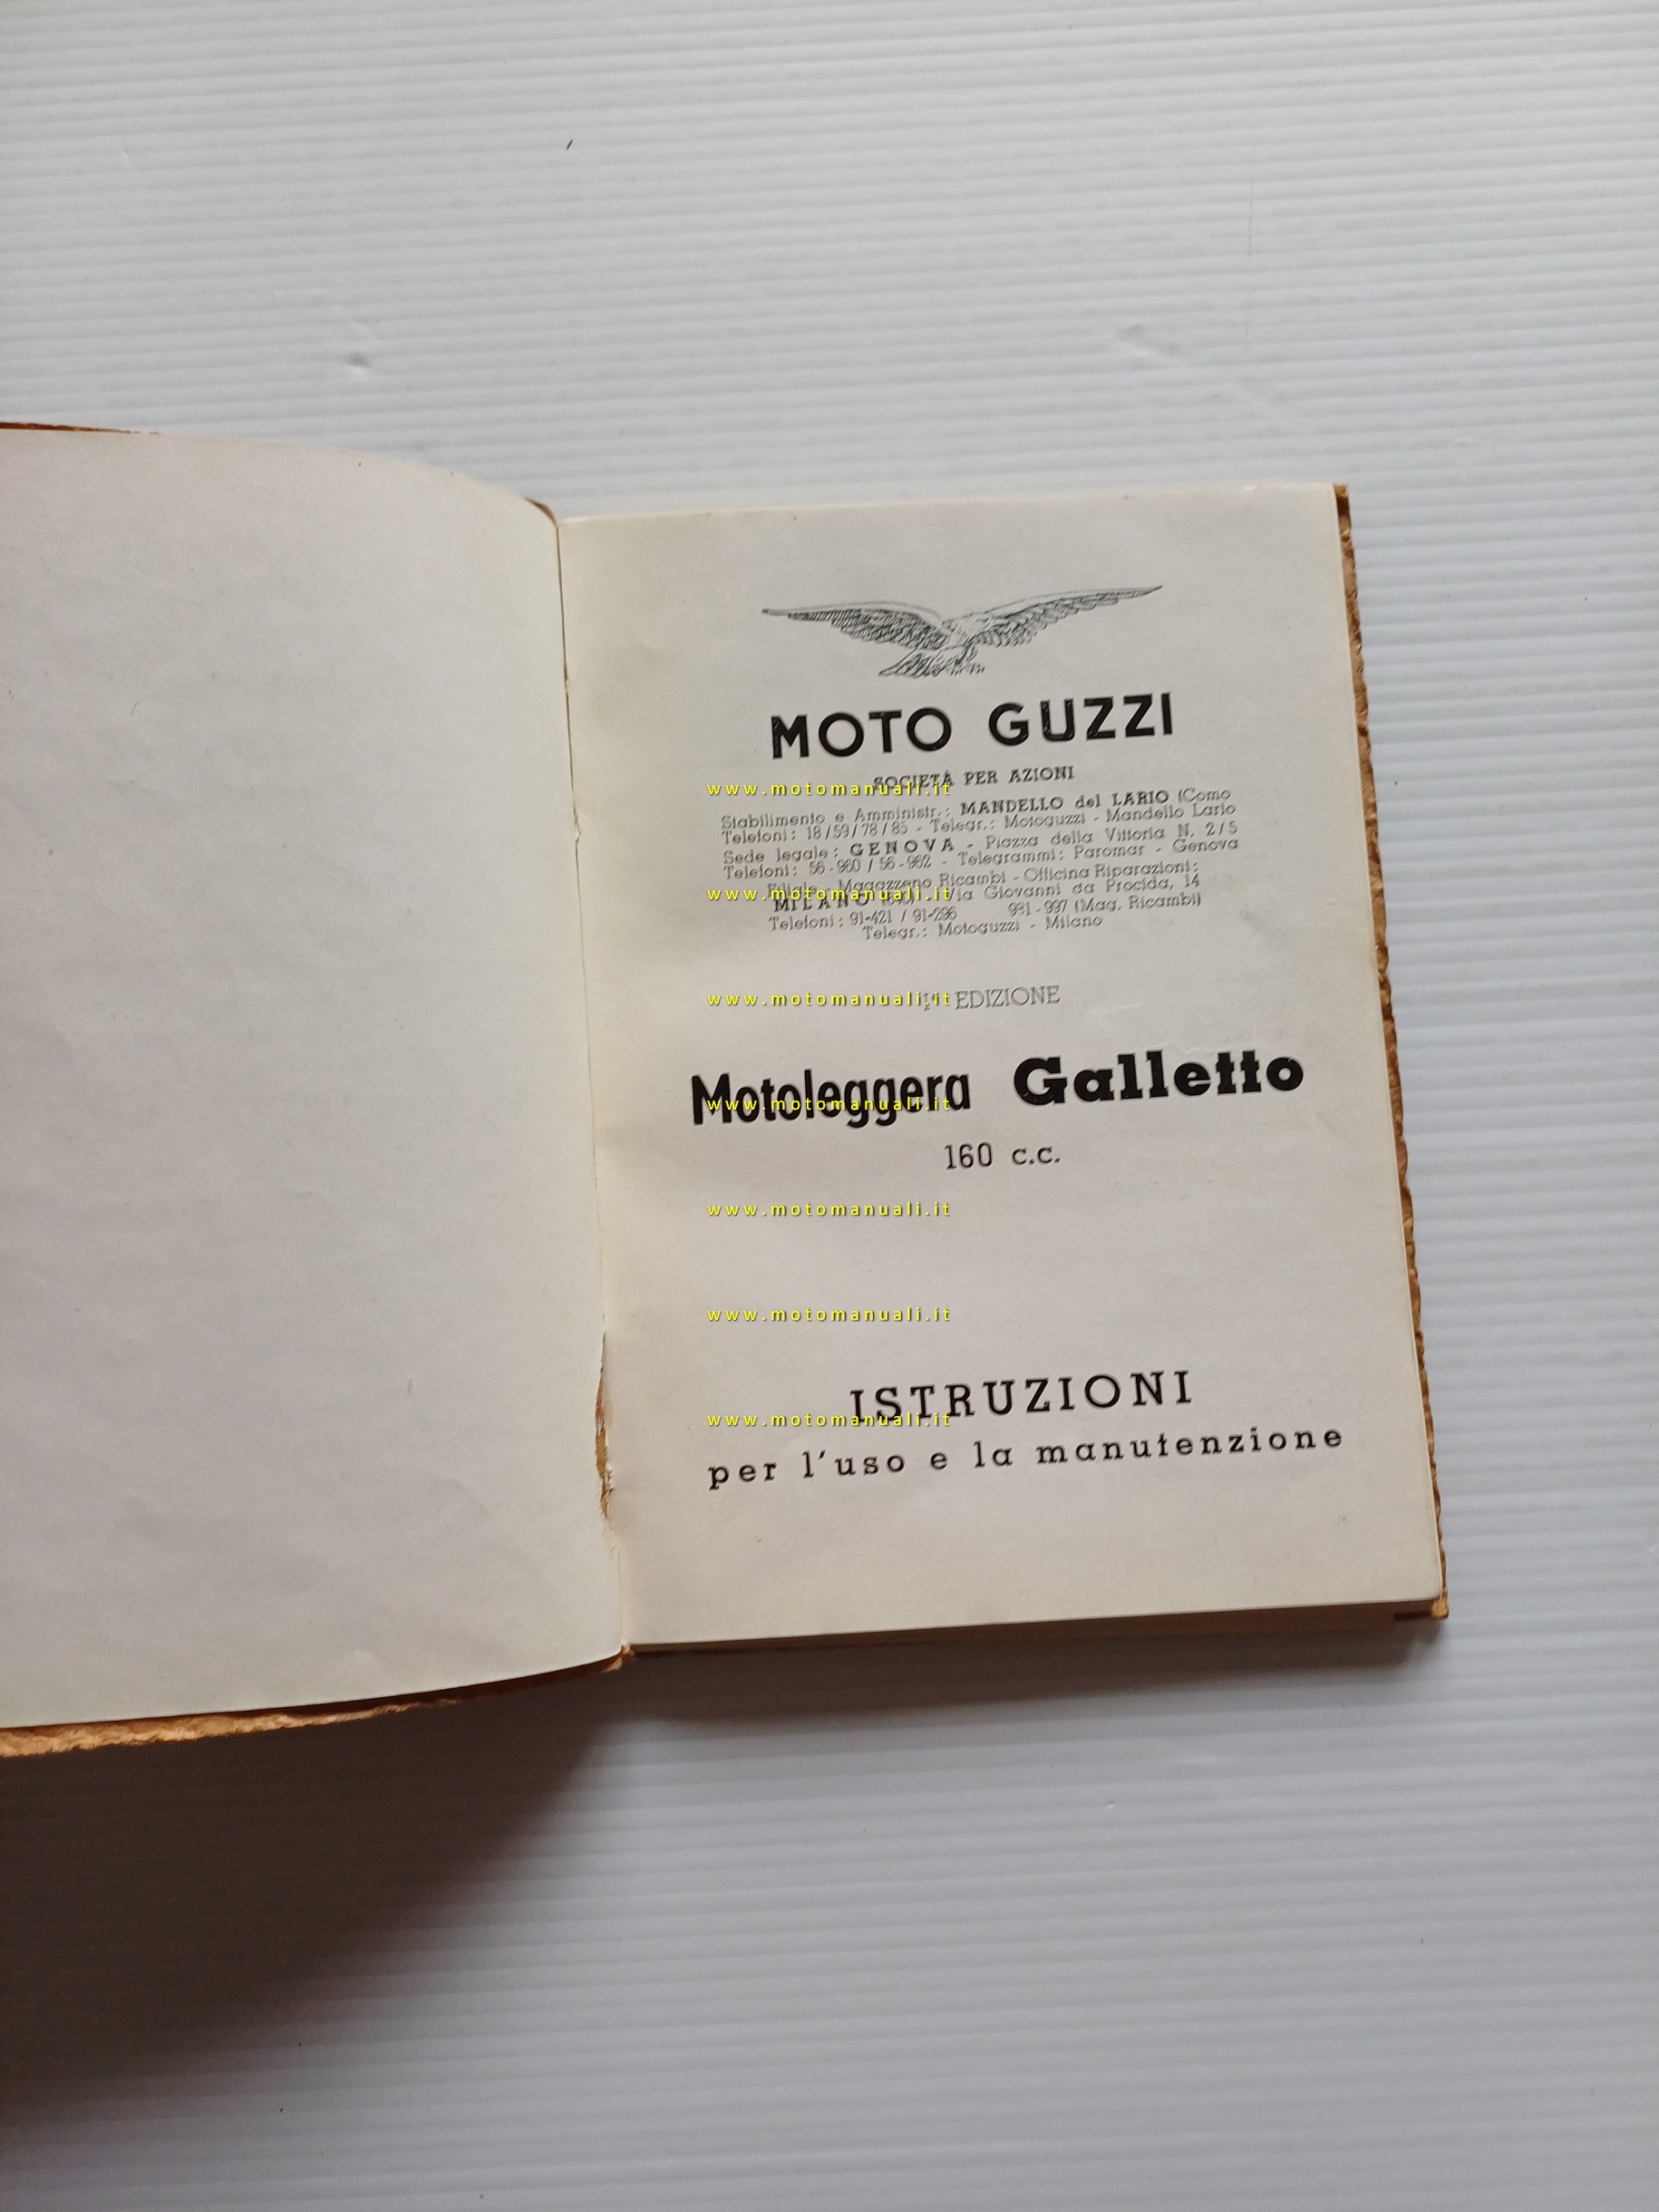 MOTO GUZZI
SOCIETÀ PER AZIONI
www.motomanuali.it
Stabilimento e Amministr.: MANDELLO del LARIO (Como
Telefoni: 18/59/78/85 - Telegr.: Motoguzzi - Mandello Lario
Sede legale: GENOVA - Piazza della Vittoria N. 2/5
Telefoni: 56-960 / 56-962 - Telegrammi: Paromar - Genova
Filiale - Magazzeno Ricambi - Officina Riparazioni:
www.motomanuali.it
MILANO Via Giovanni da Procida, 14
Telefoni: 91-421 / 91-296 981-997 (Mag. Ricambi)
Telegr.: Motoguzzi - Milano
www.motomanuali.it
EDIZIONE
Motoleggera Galletto
www.motomanuali.it
160 c.c.
www.motomanuali.it
www.motomanuali.it
ISTRUZIONI
www.motomanuali.it
per l'uso e la manutenzione